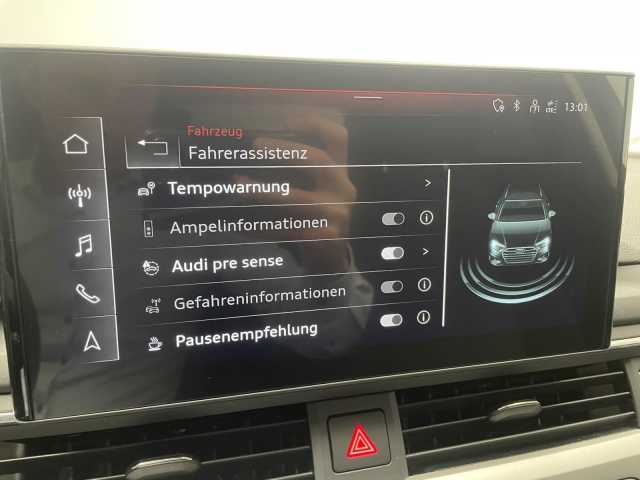 13:01
Fahrzeug
Fahrerassistenz
Tempowarnung
Ampelinformationen
Audi pre sense
Gefahreninformationen
Pausenempfehlung